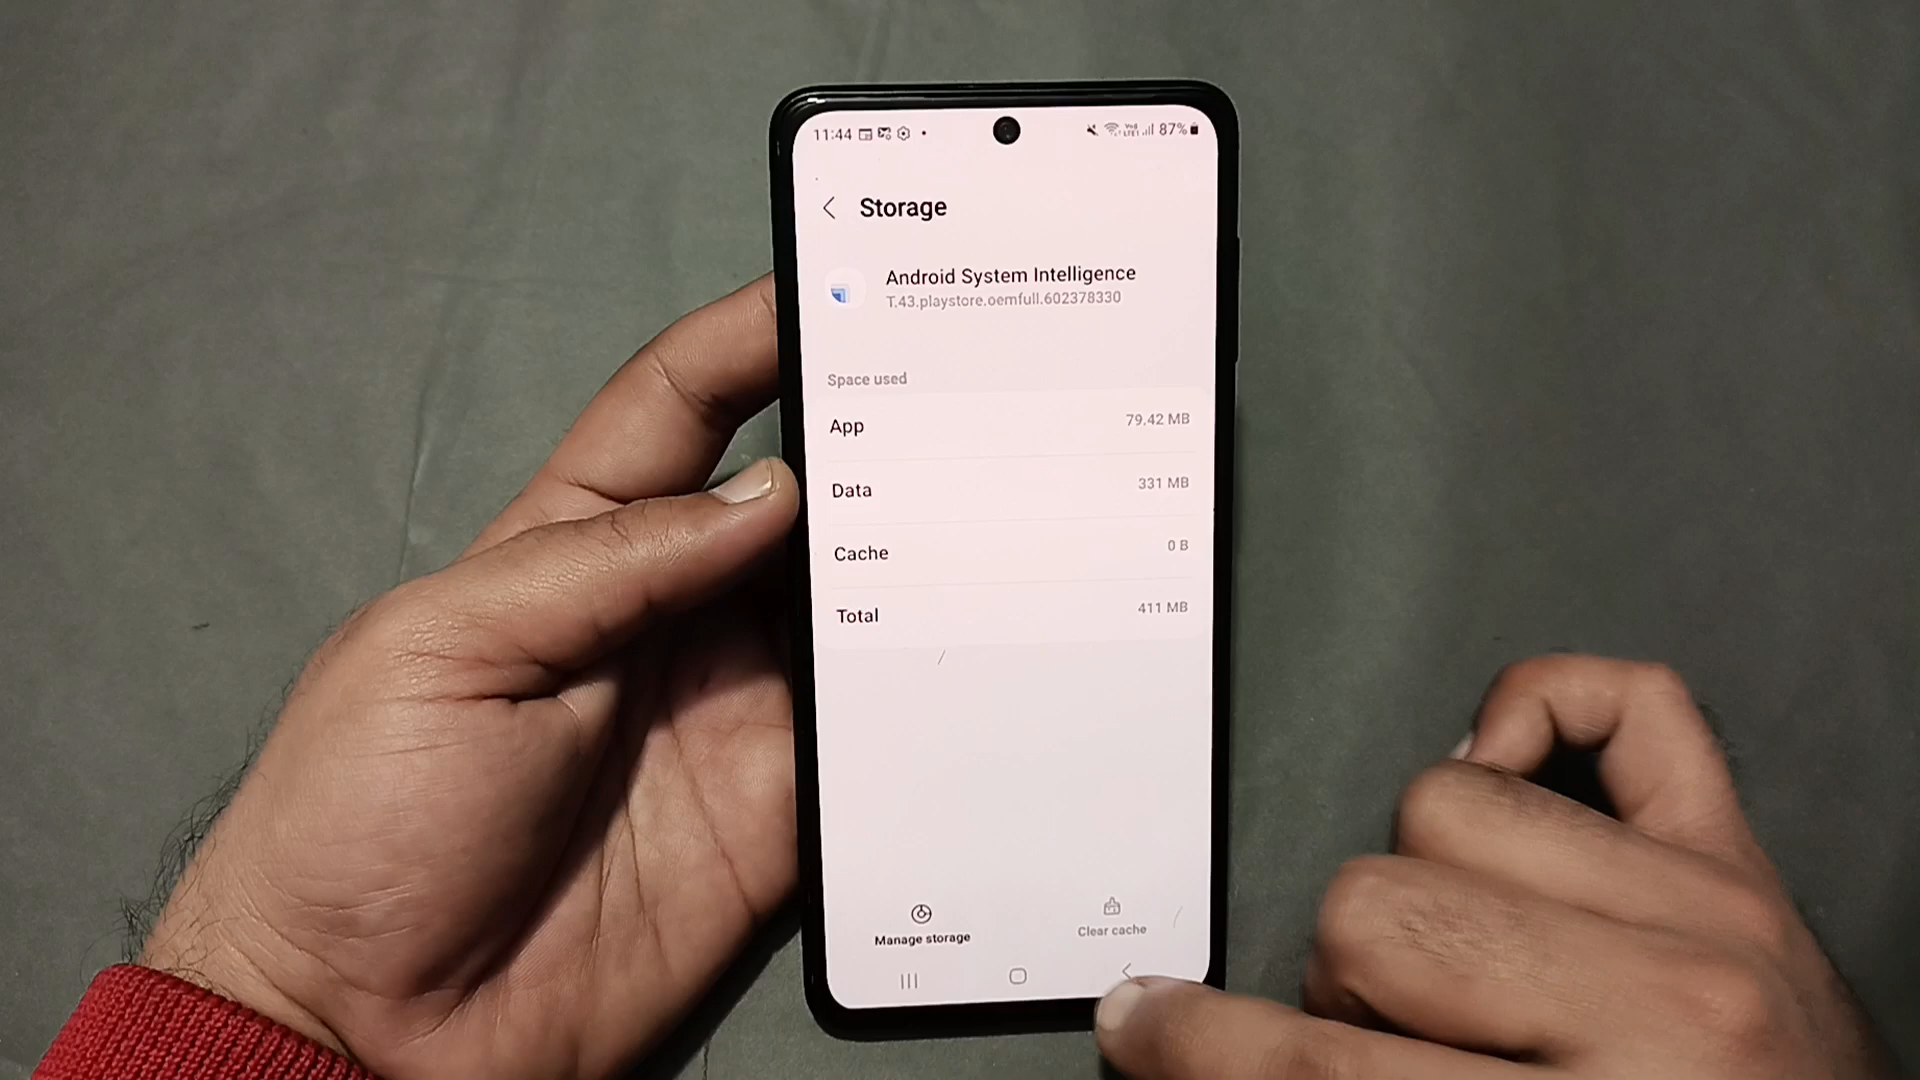 11:44 87%
Storage
Android System Intelligence
T.43.playstore.oemfull.602378330
Space used
App 79.42 MB
Data 331 MB
Cache 0 B
Total 411 MB
Manage storage Clear cache